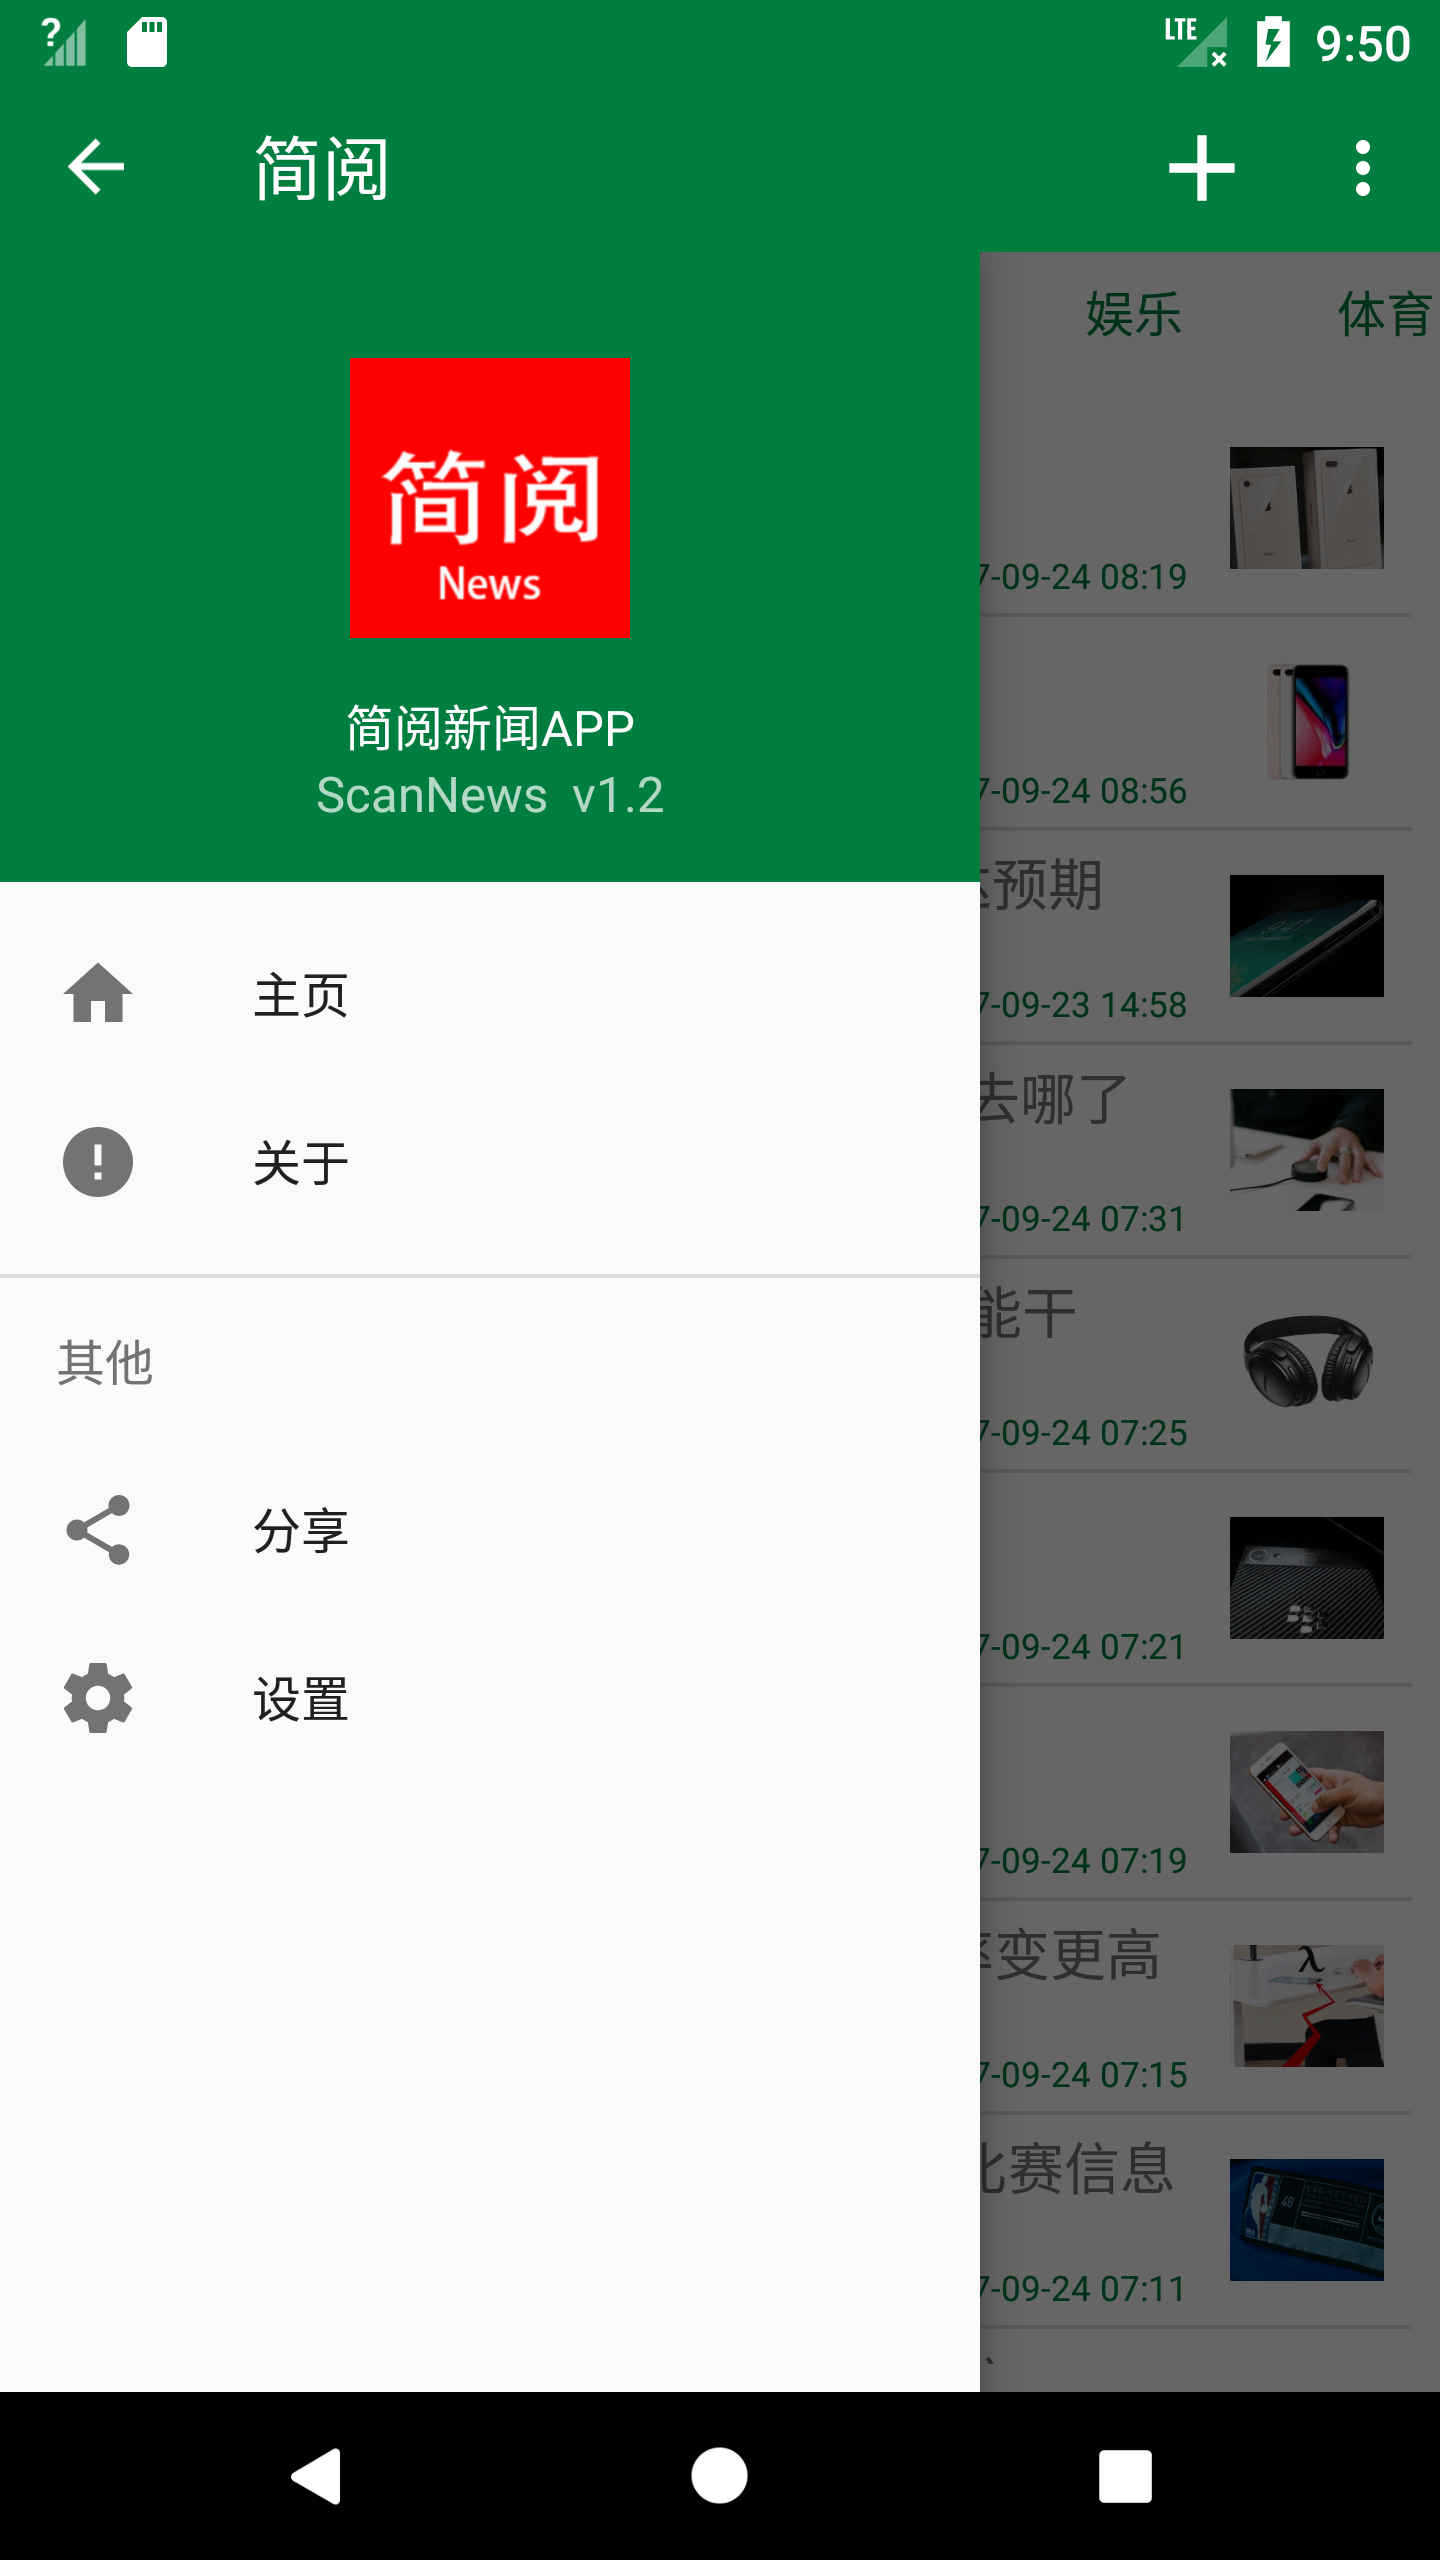 LTE 9:50
简阅
娱乐 体育
简阅
News
7-09-24 08:19
简阅新闻APP
ScanNews v1.2
7-09-24 08:56
预期
主页
7-09-23 14:58
去哪了
关于
7-09-24 07:31
能干
其他
7-09-24 07:25
分享
7-09-24 07:21
设置
7-09-24 07:19
变更高
7-09-24 07:15
比赛信息
7-09-24 07:11